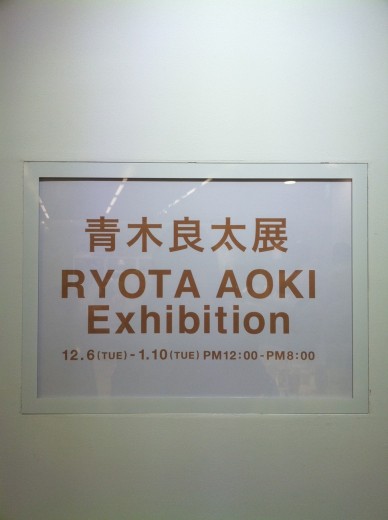 青木良太展
RYOTA AOKI
Exhibition
12.6(TUE) - 1.10(TUE) PM12:00 - PM8:00